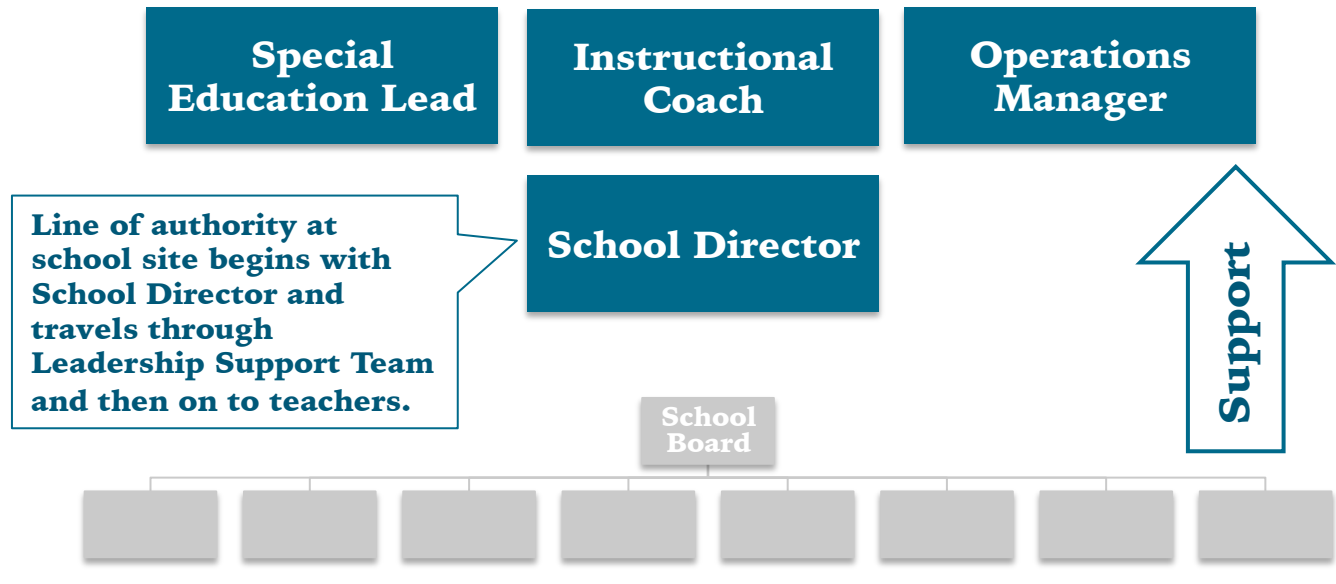 Special
Education Lead
Instructional
Coach
Operations
Manager
Line of authority at
school site begins with
School Director and
travels through
Leadership Support Team
and then on to teachers.
School Director
Support
School
Board